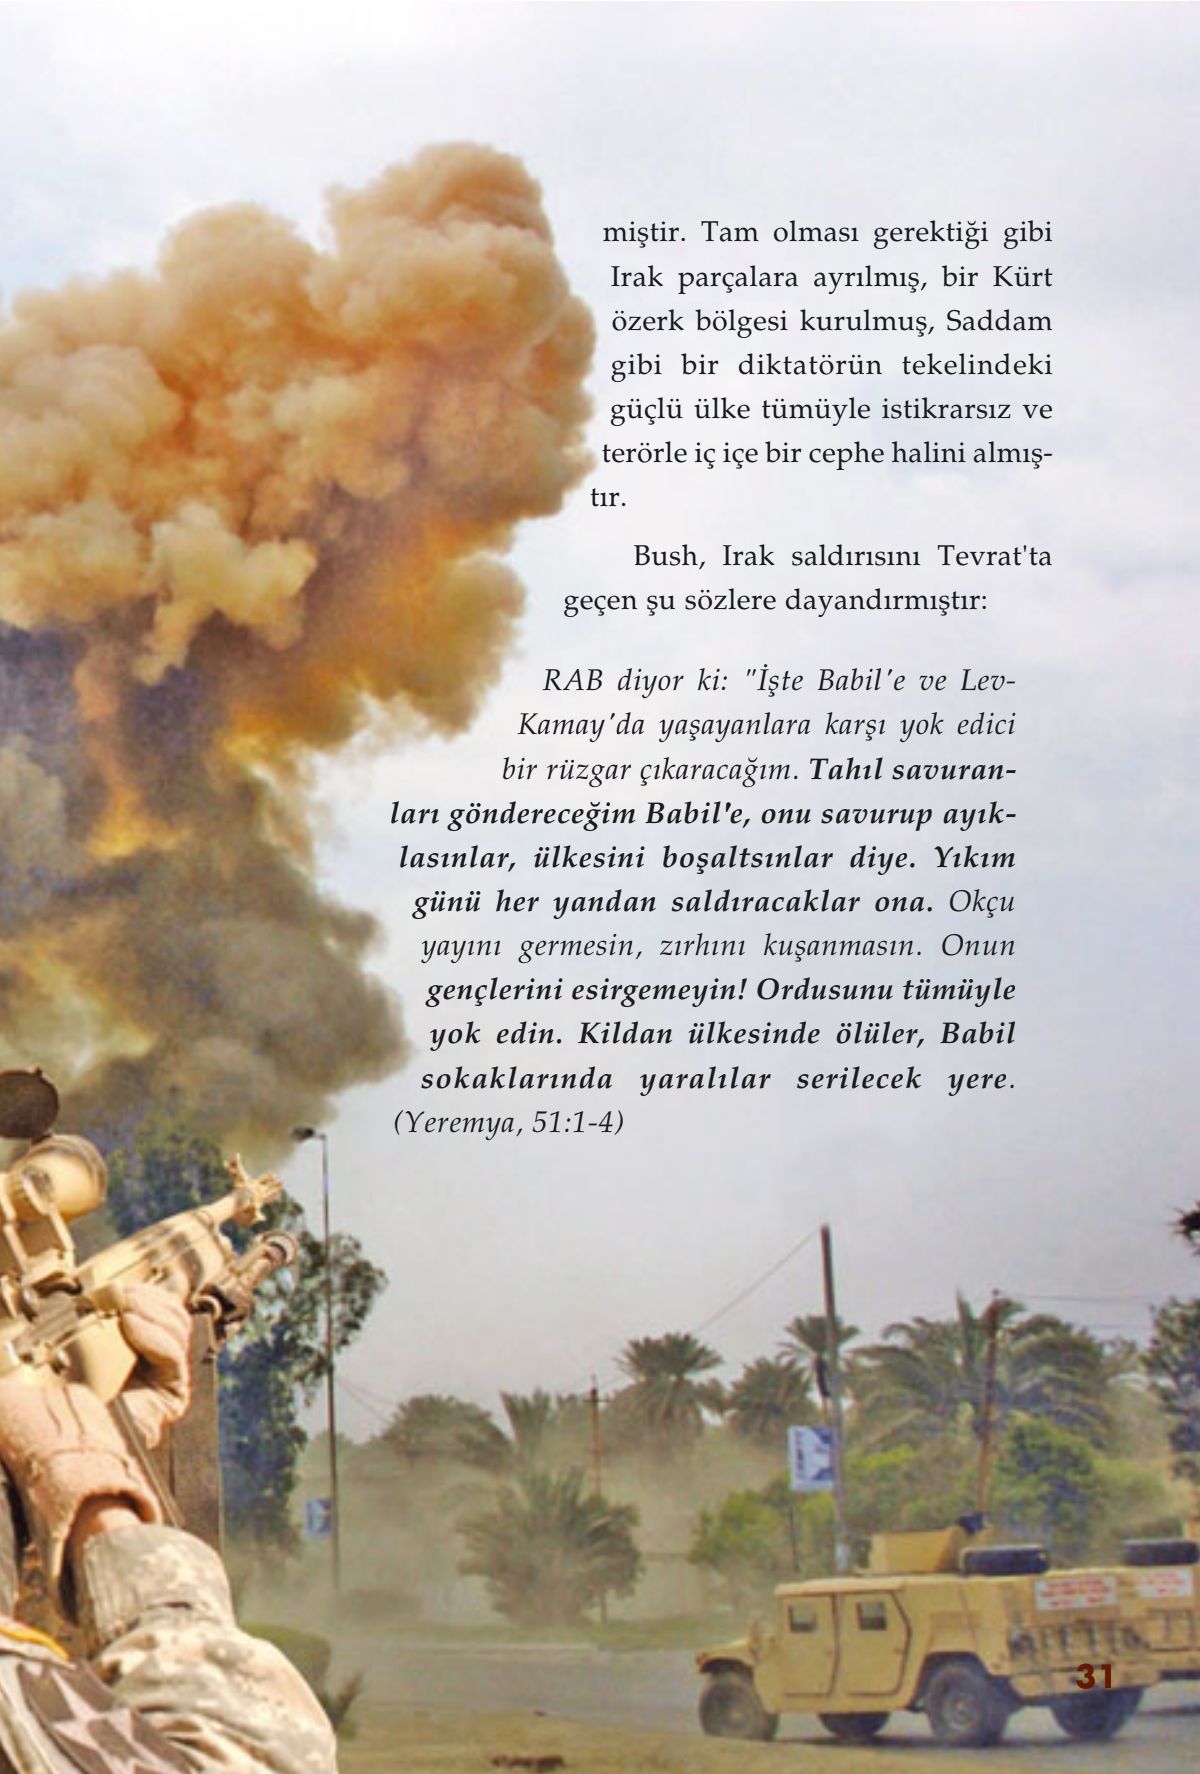 miştir. Tam olması gerektiği gibi
Irak parçalara ayrılmış, bir Kürt
özerk bölgesi kurulmuş, Saddam
gibi bir diktatörün tekelindeki
güçlü ülke tümüyle istikrarsız ve
terörle iç içe bir cephe halini almış-
tır.
Bush, Irak saldırısını Tevrat'ta
geçen şu sözlere dayandırmıştır:
RAB diyor ki: "İşte Babil'e ve Lev-
Kamay'da yaşayanlara karşı yok edici
bir rüzgar çıkaracağım. Tahıl savuran-
ları göndereceğim Babil'e, onu savurup ayık-
lasınlar, ülkesini boşaltsınlar diye. Yıkım
günü her yandan saldıracaklar ona. Okçu
yayını germesin, zırhını kuşanmasın. Onun
gençlerini esirgemeyin! Ordusunu tümüyle
yok edin. Kildan ülkesinde ölüler, Babil
sokaklarında yaralılar serilecek yere.
(Yeremya, 51:1-4)
31